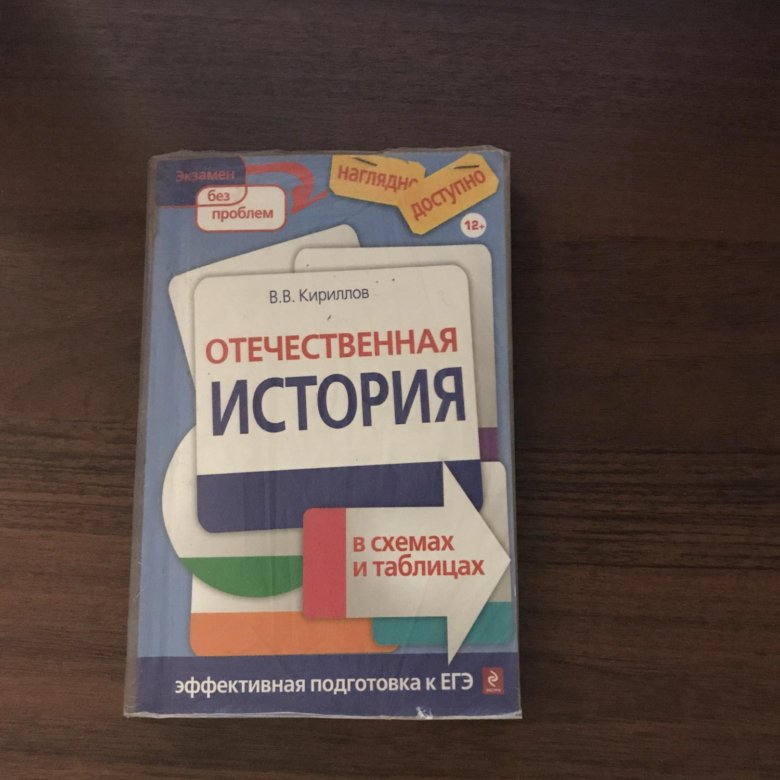 Экзамен
без
проблем
наглядно
доступно
12+
В.В. Кириллов
ОТЕЧЕСТВЕННАЯ
ИСТОРИЯ
в схемах
и таблицах
эффективная подготовка к ЕГЭ